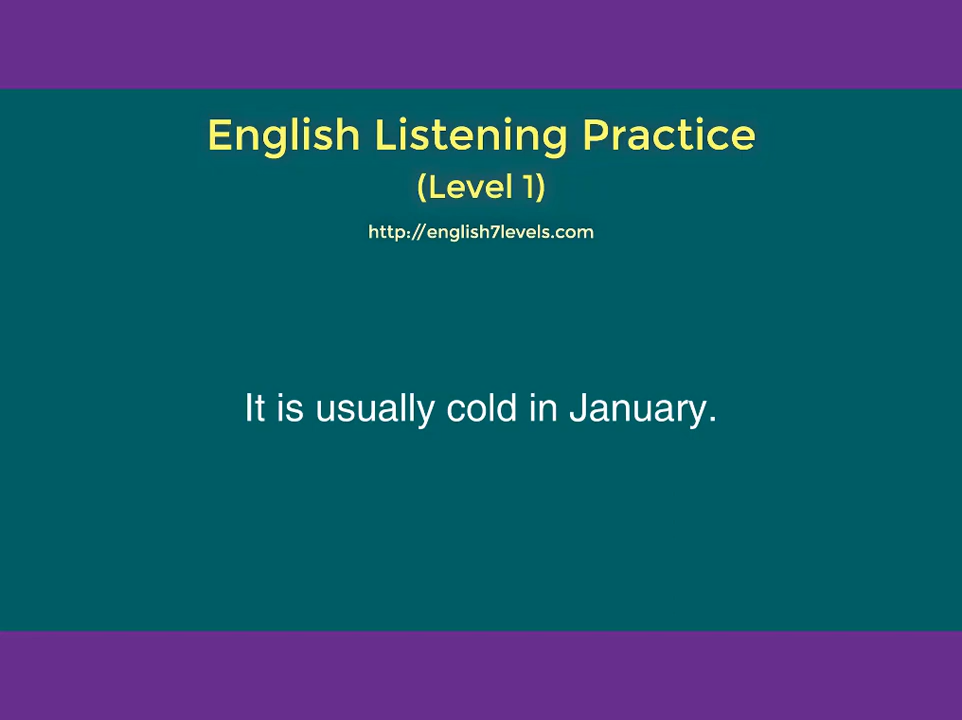 English Listening Practice
(Level 1)
http://english7levels.com
It is usually cold in January.